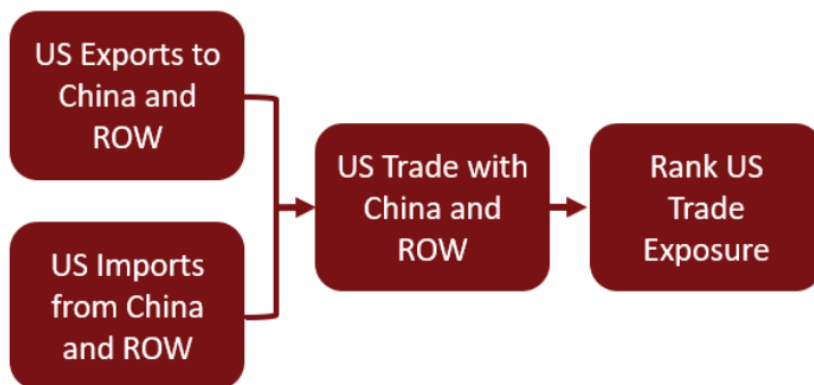 US Exports to
China and
ROW
US Imports
from China
and ROW
US Trade with
China and
ROW
Rank US
Trade
Exposure